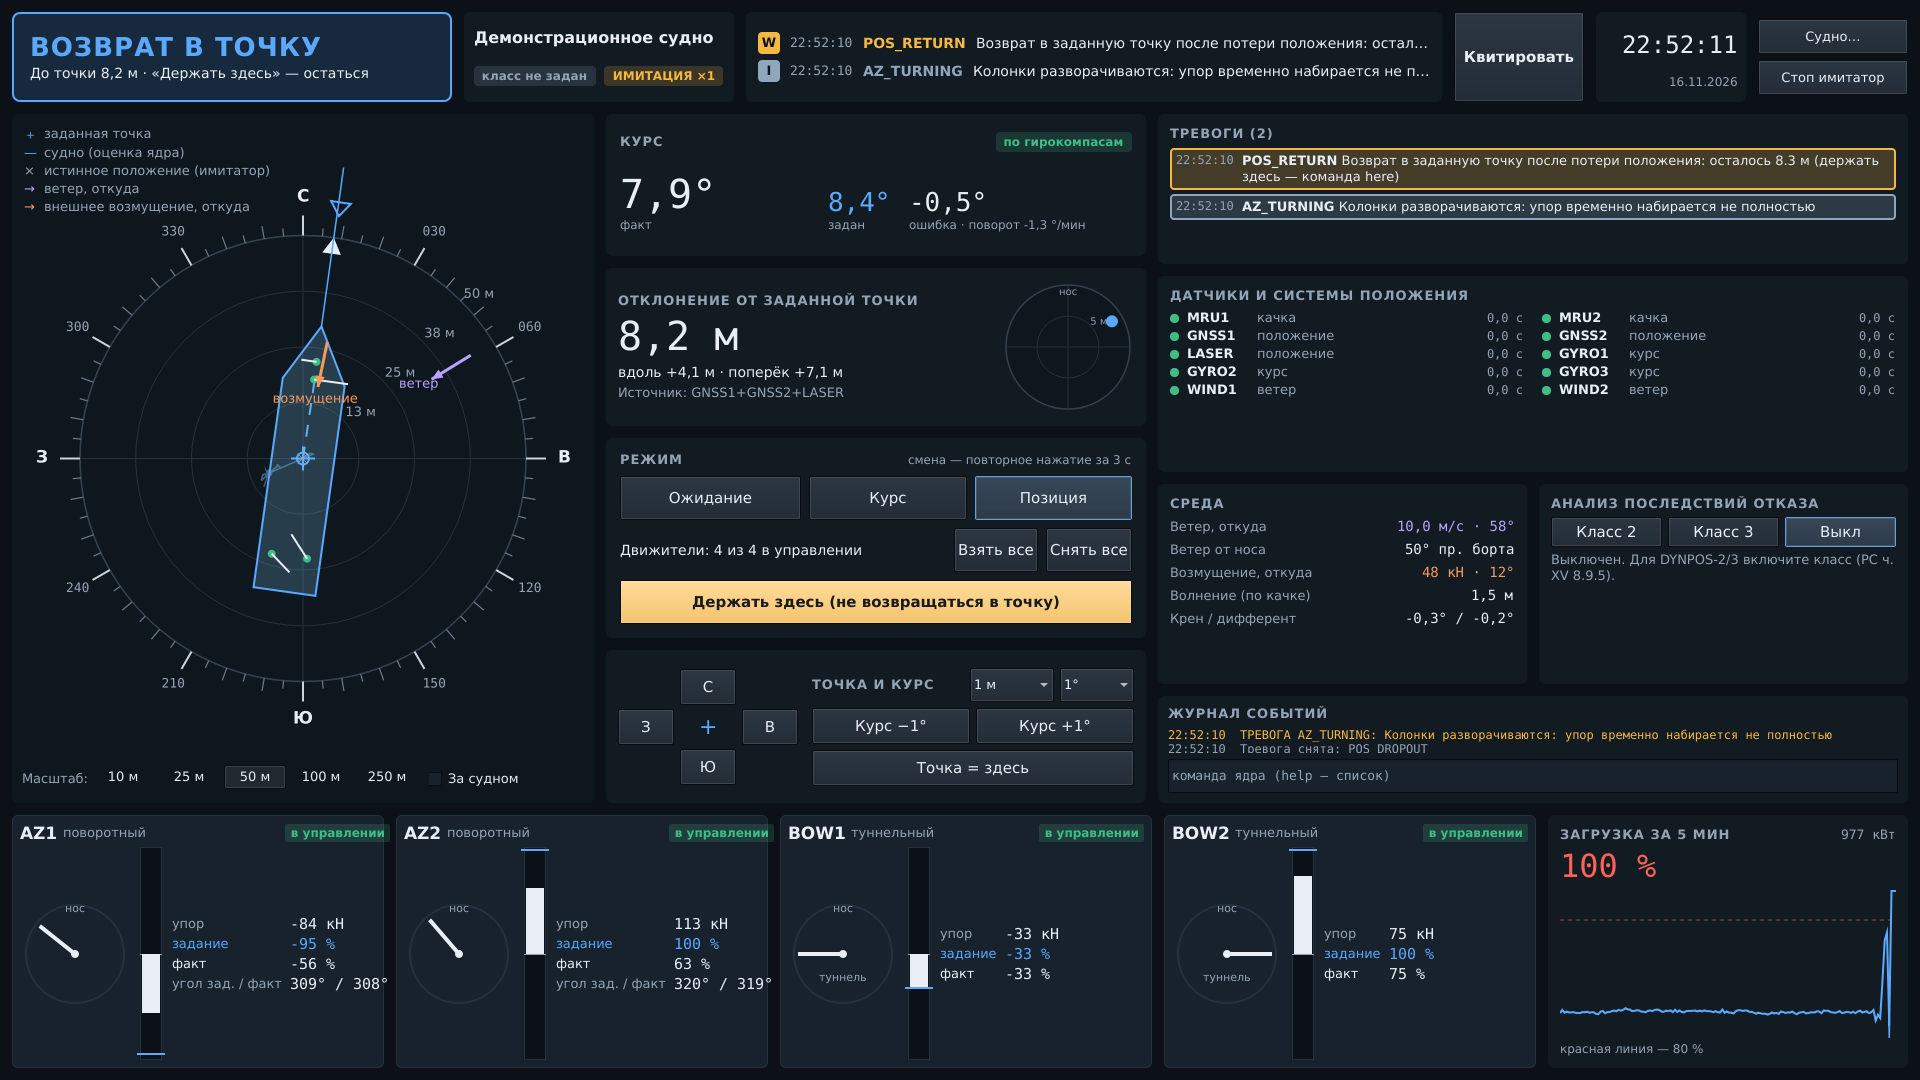 ВОЗВРАТ В ТОЧКУ
До точки 8,2 м · «Держать здесь» — остаться
Демонстрационное судно
класс не задан
ИМИТАЦИЯ ×1
W 22:52:10 POS_RETURN Возврат в заданную точку после потери положения: остал…
I 22:52:10 AZ_TURNING Колонки разворачиваются: упор временно набирается не п…
Квитировать
22:52:11
16.11.2026
Судно…
Стоп имитатор
+ заданная точка
— судно (оценка ядра)
× истинное положение (имитатор)
→ ветер, откуда
→ внешнее возмущение, откуда
С
030
060
В
120
150
Ю
210
240
З
300
330
50 м
38 м
25 м
13 м
ветер
возмущение
Масштаб: 10 м 25 м 50 м 100 м 250 м За судном
КУРС
по гирокомпасам
7,9° 8,4° -0,5°
факт задан ошибка · поворот -1,3 °/мин
ОТКЛОНЕНИЕ ОТ ЗАДАННОЙ ТОЧКИ
8,2 м
вдоль +4,1 м · поперёк +7,1 м
Источник: GNSS1+GNSS2+LASER
нос
5 м
РЕЖИМ
смена — повторное нажатие за 3 с
Ожидание Курс Позиция
Движители: 4 из 4 в управлении
Взять все Снять все
Держать здесь (не возвращаться в точку)
С
З + В
Ю
ТОЧКА И КУРС 1 м 1°
Курс −1° Курс +1°
Точка = здесь
ТРЕВОГИ (2)
22:52:10 POS_RETURN Возврат в заданную точку после потери положения: осталось 8.3 м (держать
здесь — команда here)
22:52:10 AZ_TURNING Колонки разворачиваются: упор временно набирается не полностью
ДАТЧИКИ И СИСТЕМЫ ПОЛОЖЕНИЯ
MRU1 качка 0,0 с MRU2 качка 0,0 с
GNSS1 положение 0,0 с GNSS2 положение 0,0 с
LASER положение 0,0 с GYRO1 курс 0,0 с
GYRO2 курс 0,0 с GYRO3 курс 0,0 с
WIND1 ветер 0,0 с WIND2 ветер 0,0 с
СРЕДА
Ветер, откуда 10,0 м/с · 58°
Ветер от носа 50° пр. борта
Возмущение, откуда 48 кН · 12°
Волнение (по качке) 1,5 м
Крен / дифферент -0,3° / -0,2°
АНАЛИЗ ПОСЛЕДСТВИЙ ОТКАЗА
Класс 2 Класс 3 Выкл
Выключен. Для DYNPOS-2/3 включите класс (РС ч.
XV 8.9.5).
ЖУРНАЛ СОБЫТИЙ
22:52:10 ТРЕВОГА AZ_TURNING: Колонки разворачиваются: упор временно набирается не полностью
22:52:10 Тревога снята: POS DROPOUT
команда ядра (help — список)
AZ1 поворотный в управлении
нос
упор -84 кН
задание -95 %
факт -56 %
угол зад. / факт 309° / 308°
AZ2 поворотный в управлении
нос
упор 113 кН
задание 100 %
факт 63 %
угол зад. / факт 320° / 319°
BOW1 туннельный в управлении
нос
туннель
упор -33 кН
задание -33 %
факт -33 %
BOW2 туннельный в управлении
нос
туннель
упор 75 кН
задание 100 %
факт 75 %
ЗАГРУЗКА ЗА 5 МИН 977 кВт
100 %
красная линия — 80 %